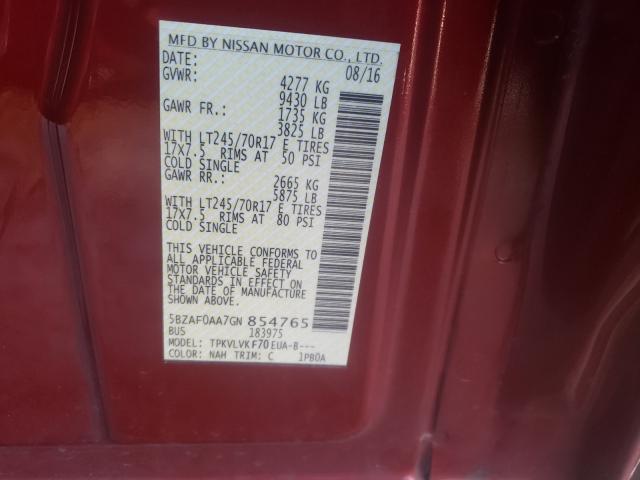 MFD BY NISSAN MOTOR CO., LTD.
DATE: 08/16
GVWR: 4277 KG
9430 LB
GAWR FR.: 1735 KG
3825 LB
WITH LT245/70R17 E TIRES
17X7.5 RIMS AT 50 PSI
COLD SINGLE
GAWR RR.: 2665 KG
5875 LB
WITH LT245/70R17 E TIRES
17X7.5 RIMS AT 80 PSI
COLD SINGLE
THIS VEHICLE CONFORMS TO
ALL APPLICABLE FEDERAL
MOTOR VEHICLE SAFETY
STANDARDS IN EFFECT ON
THE DATE OF MANUFACTURE
SHOWN ABOVE.
5BZAF0AA7GN 854765
BUS 183975
MODEL: TPKVLVK F70 EUA-B---
COLOR: NAH TRIM: C 1PB0A